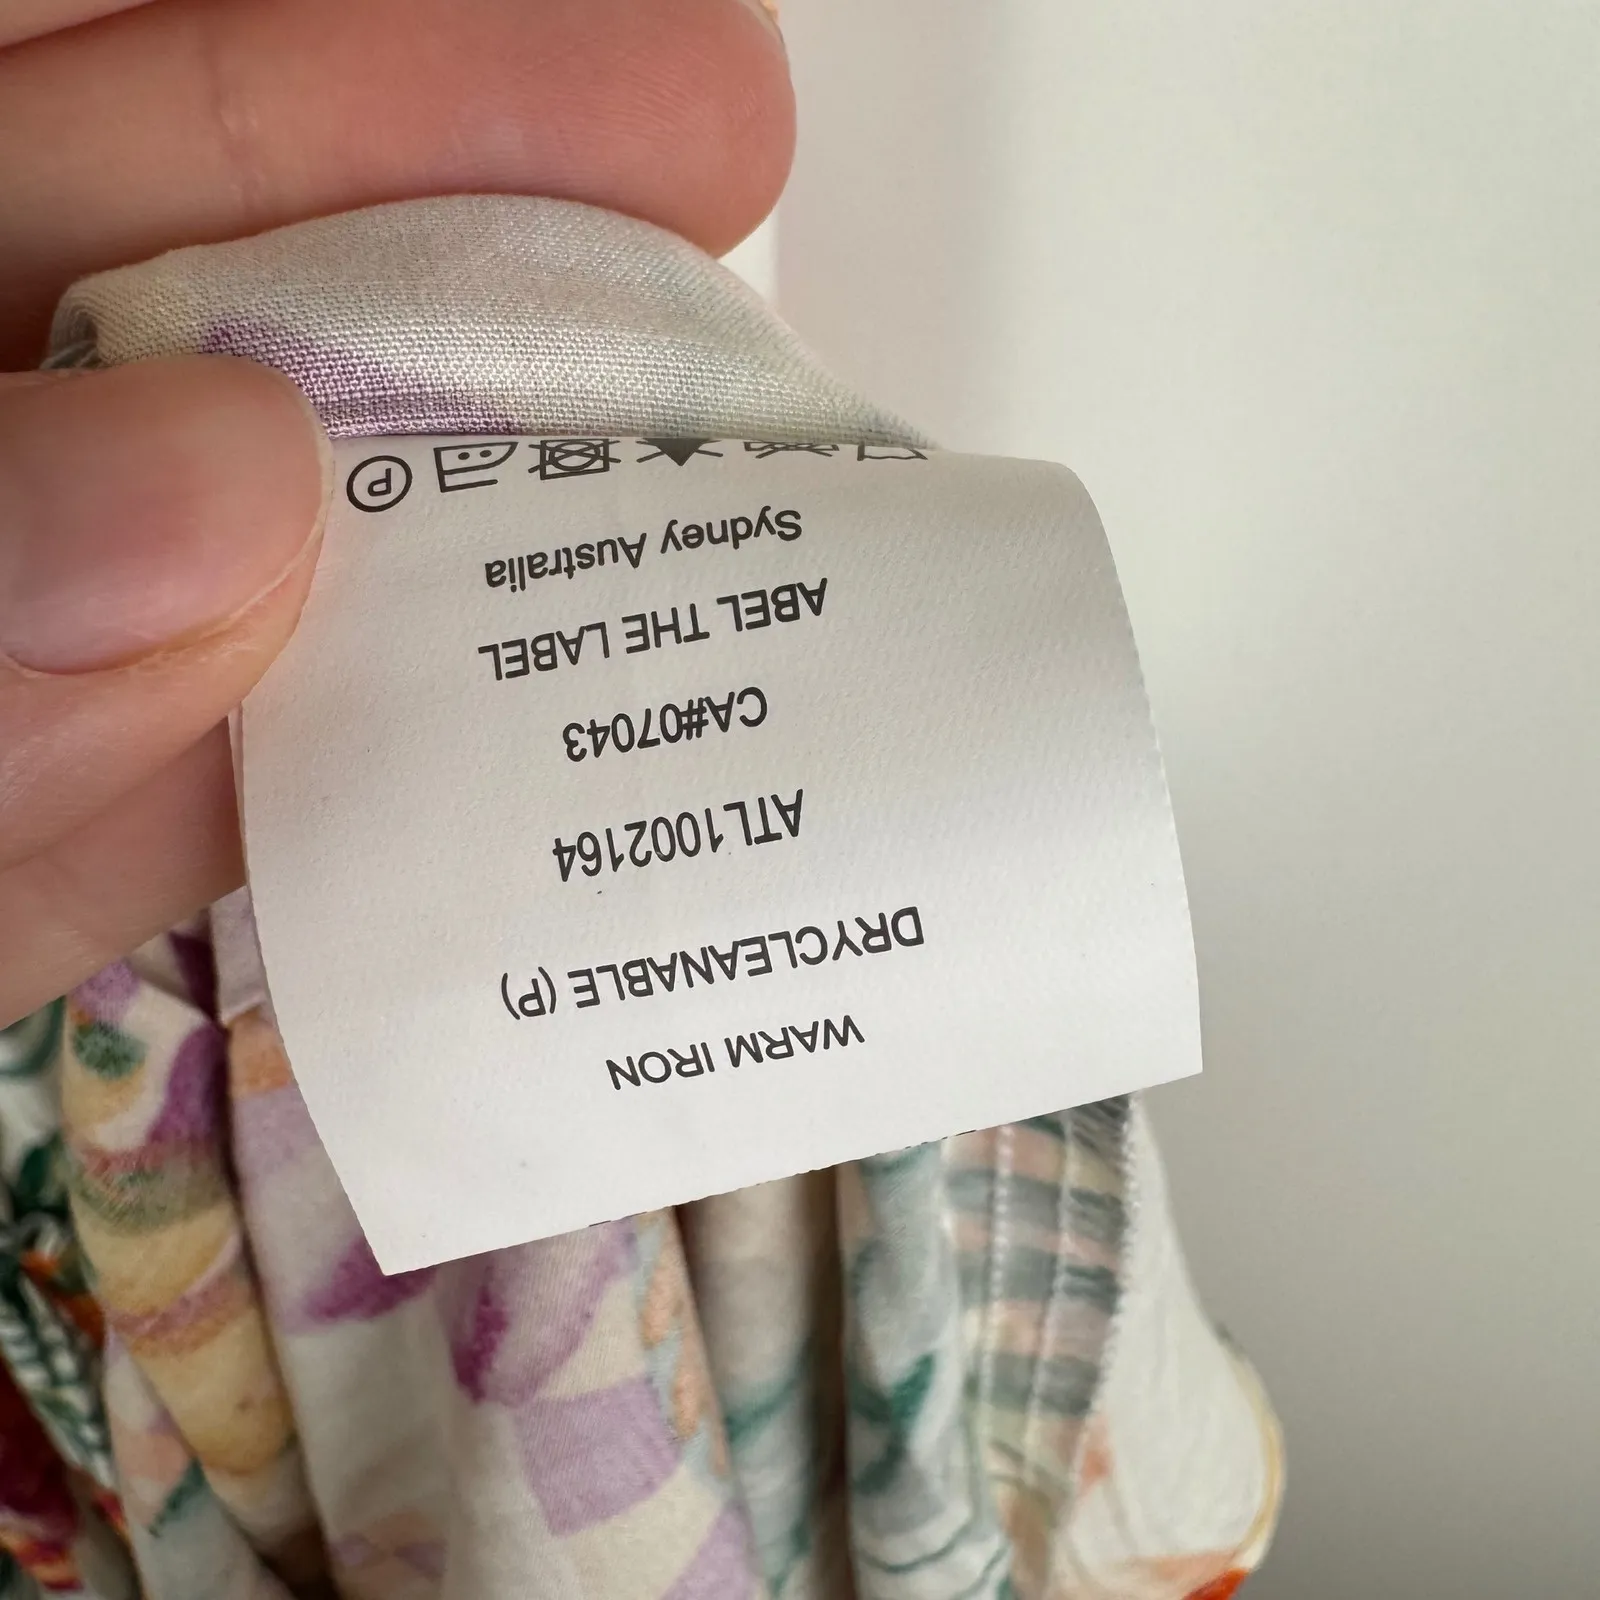 WARM IRON
DRYCLEANABLE (P)
ATL1002164
CA#07043
ABEL THE LABEL
Sydney Australia
P